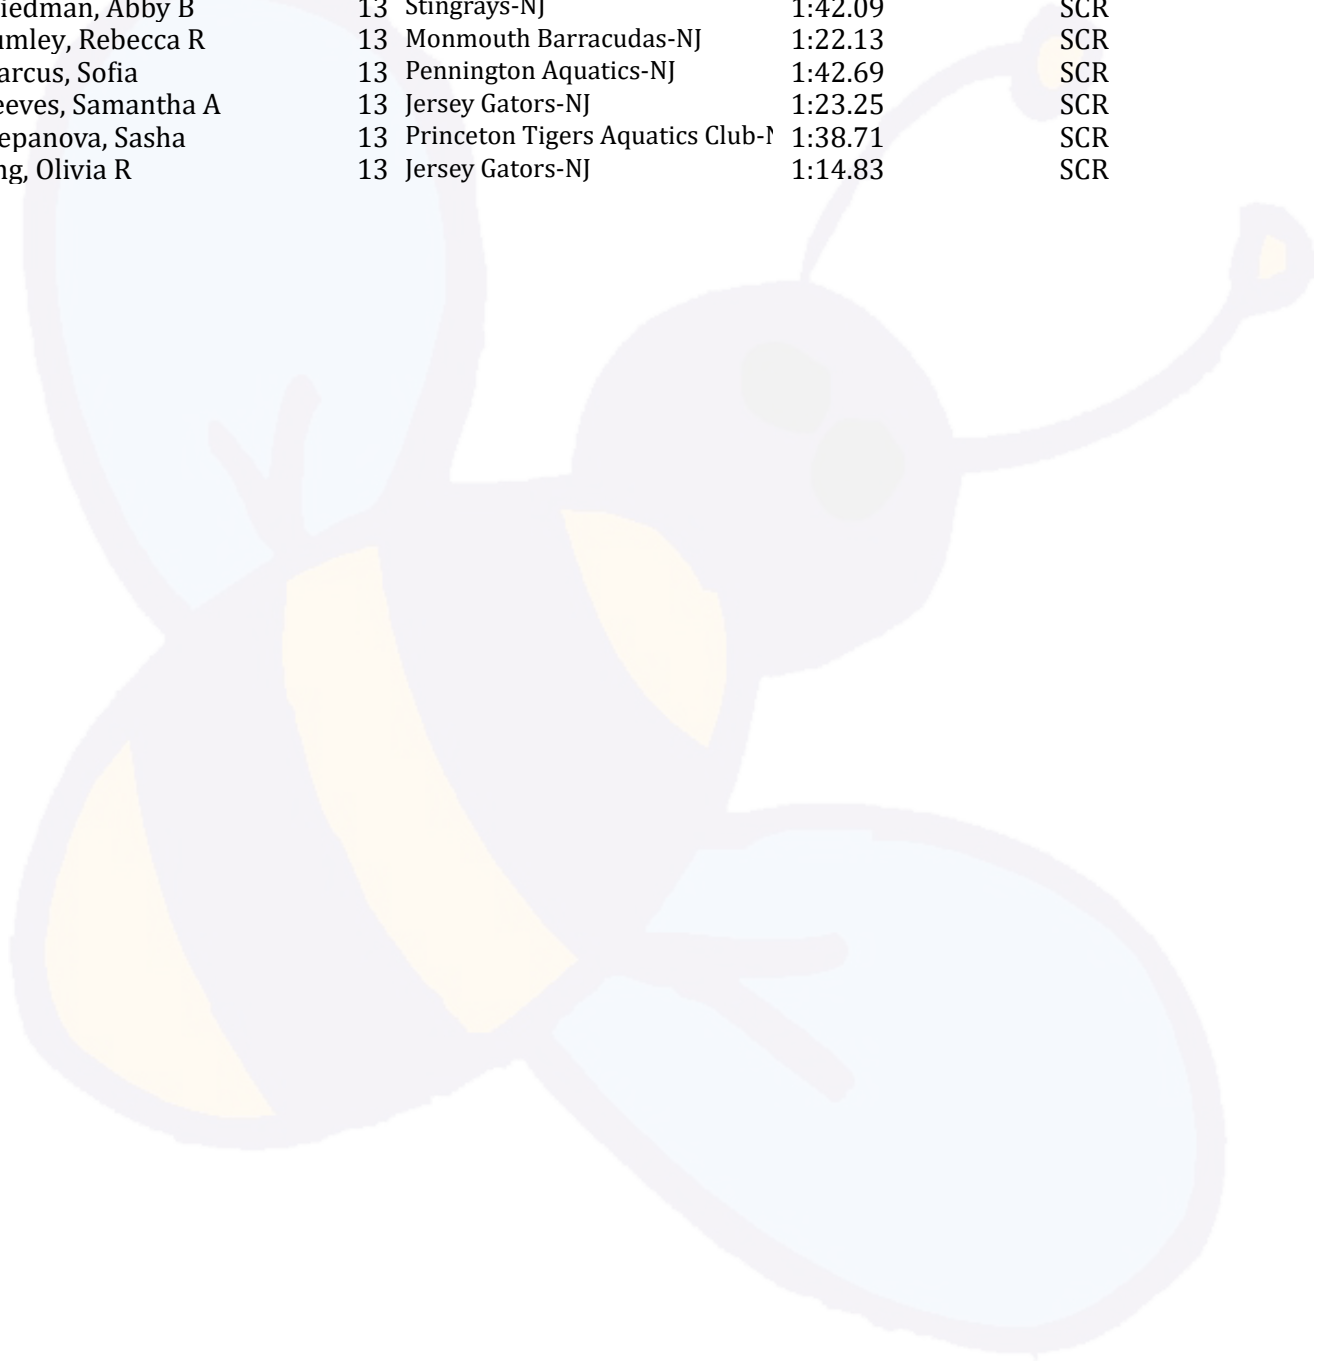 iedman, Abby B 13 Stingrays-NJ 1:42.09 SCR
umley, Rebecca R 13 Monmouth Barracudas-NJ 1:22.13 SCR
arcus, Sofia 13 Pennington Aquatics-NJ 1:42.69 SCR
eeves, Samantha A 13 Jersey Gators-NJ 1:23.25 SCR
epanova, Sasha 13 Princeton Tigers Aquatics Club-N 1:38.71 SCR
ng, Olivia R 13 Jersey Gators-NJ 1:14.83 SCR